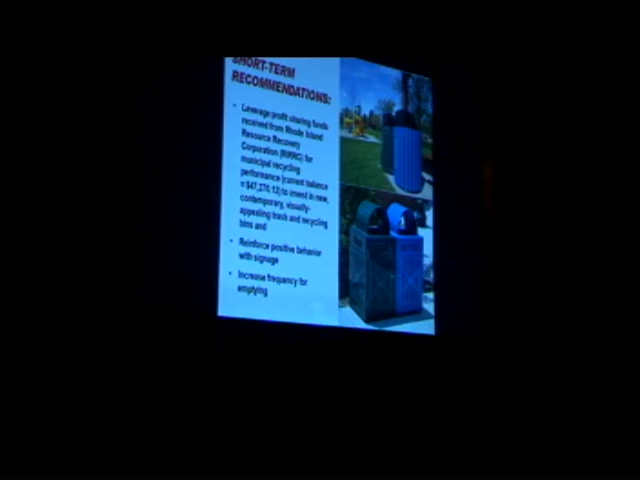 SHORT-TERM
RECOMMENDATIONS:
• Leverage profit sharing funds
received from Rhode Island
Resource Recovery
Corporation (RIRRC) for
municipal recycling
performance (current balance
= $47,270.12) to invest in new,
contemporary, visually-
appealing trash and recycling
bins and
• Reinforce positive behavior
with signage
• Increase frequency for
emptying